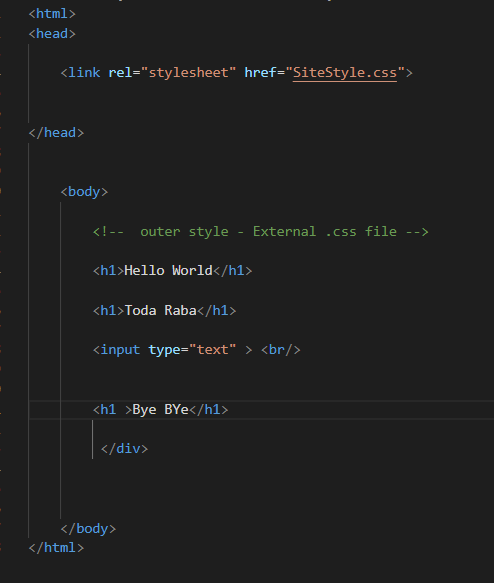 <html>
<head>
<link rel="stylesheet" href="SiteStyle.css">
</head>
<body>
<!--  outer style - External .css file -->
<h1>Hello World</h1>
<h1>Toda Raba</h1>
<input type="text" > <br/>
<h1 >Bye BYe</h1>
</div>
</body>
</html>